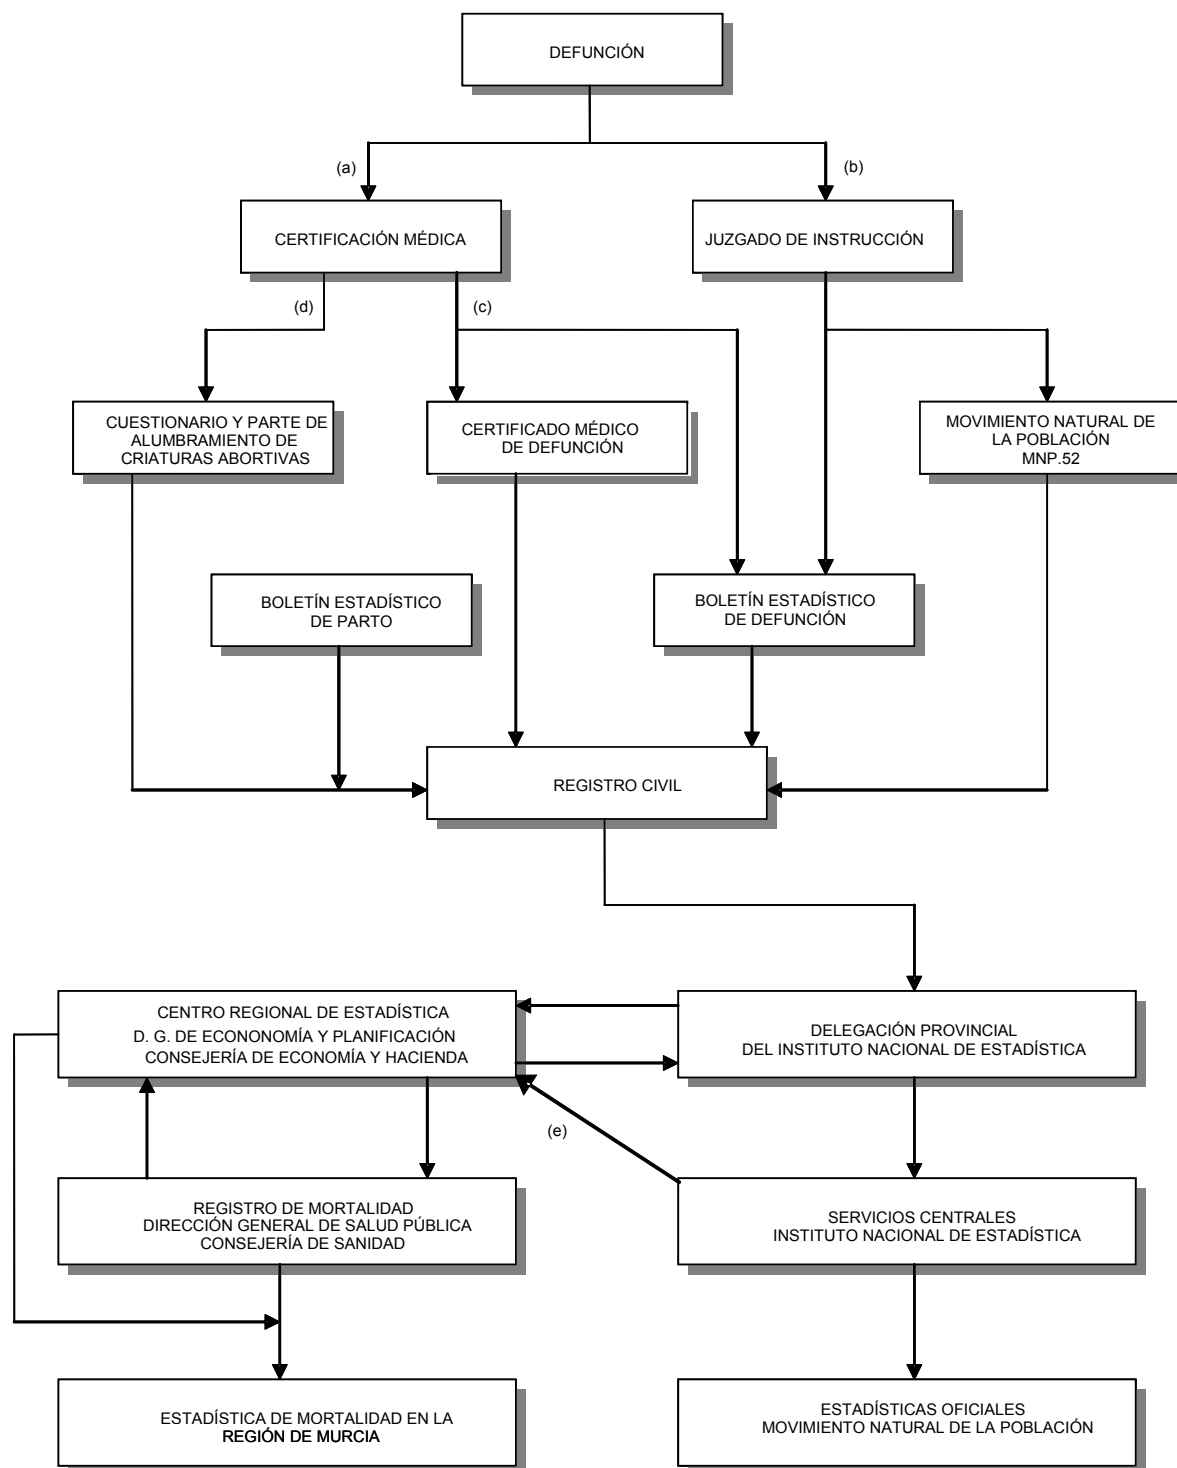 DEFUNCIÓN
(a)
(b)
CERTIFICACIÓN MÉDICA
JUZGADO DE INSTRUCCIÓN
(d)
(c)
CUESTIONARIO Y PARTE DE
ALUMBRAMIENTO DE
CRIATURAS ABORTIVAS
CERTIFICADO MÉDICO
DE DEFUNCIÓN
MOVIMIENTO NATURAL DE
LA POBLACIÓN
MNP.52
BOLETÍN ESTADÍSTICO
DE PARTO
BOLETÍN ESTADÍSTICO
DE DEFUNCIÓN
REGISTRO CIVIL
CENTRO REGIONAL DE ESTADÍSTICA
D. G. DE ECONONOMÍA Y PLANIFICACIÓN
CONSEJERÍA DE ECONOMÍA Y HACIENDA
DELEGACIÓN PROVINCIAL
DEL INSTITUTO NACIONAL DE ESTADÍSTICA
(e)
REGISTRO DE MORTALIDAD
DIRECCIÓN GENERAL DE SALUD PÚBLICA
CONSEJERÍA DE SANIDAD
SERVICIOS CENTRALES
INSTITUTO NACIONAL DE ESTADÍSTICA
ESTADÍSTICA DE MORTALIDAD EN LA
REGIÓN DE MURCIA
ESTADÍSTICAS OFICIALES
MOVIMIENTO NATURAL DE LA POBLACIÓN